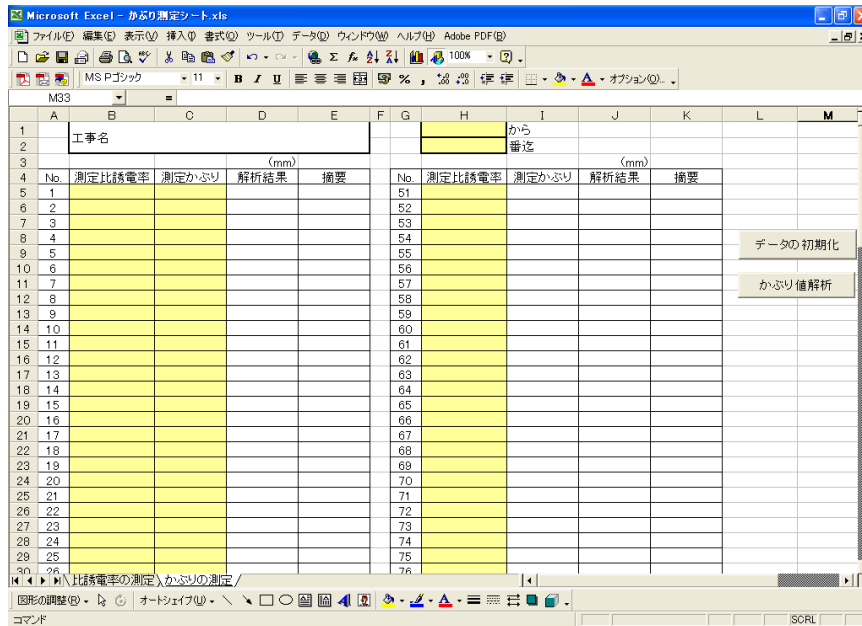 Microsoft Excel - かぶり測定シート.xls
ファイル(F) 編集(E) 表示(V) 挿入(I) 書式(O) ツール(T) データ(D) ウィンドウ(W) ヘルプ(H) Adobe PDF(B)
100%
MS Pゴシック 11 B I U % , オプション(O)...
M33 =
A B C D E F G H I J K L M
1 工事名 から
2 番迄
3 (mm) (mm)
4 No. 測定比誘電率 測定かぶり 解析結果 摘要 No. 測定比誘電率 測定かぶり 解析結果 摘要
5 1 51
6 2 52
7 3 53
8 4 54
データの初期化
9 5 55
10 6 56
11 7 57
かぶり値解析
12 8 58
13 9 59
14 10 60
15 11 61
16 12 62
17 13 63
18 14 64
19 15 65
20 16 66
21 17 67
22 18 68
23 19 69
24 20 70
25 21 71
26 22 72
27 23 73
28 24 74
29 25 75
30 26 76
比誘電率の測定 かぶりの測定
図形の調整(R) オートシェイプ(U)
コマンド SCRL